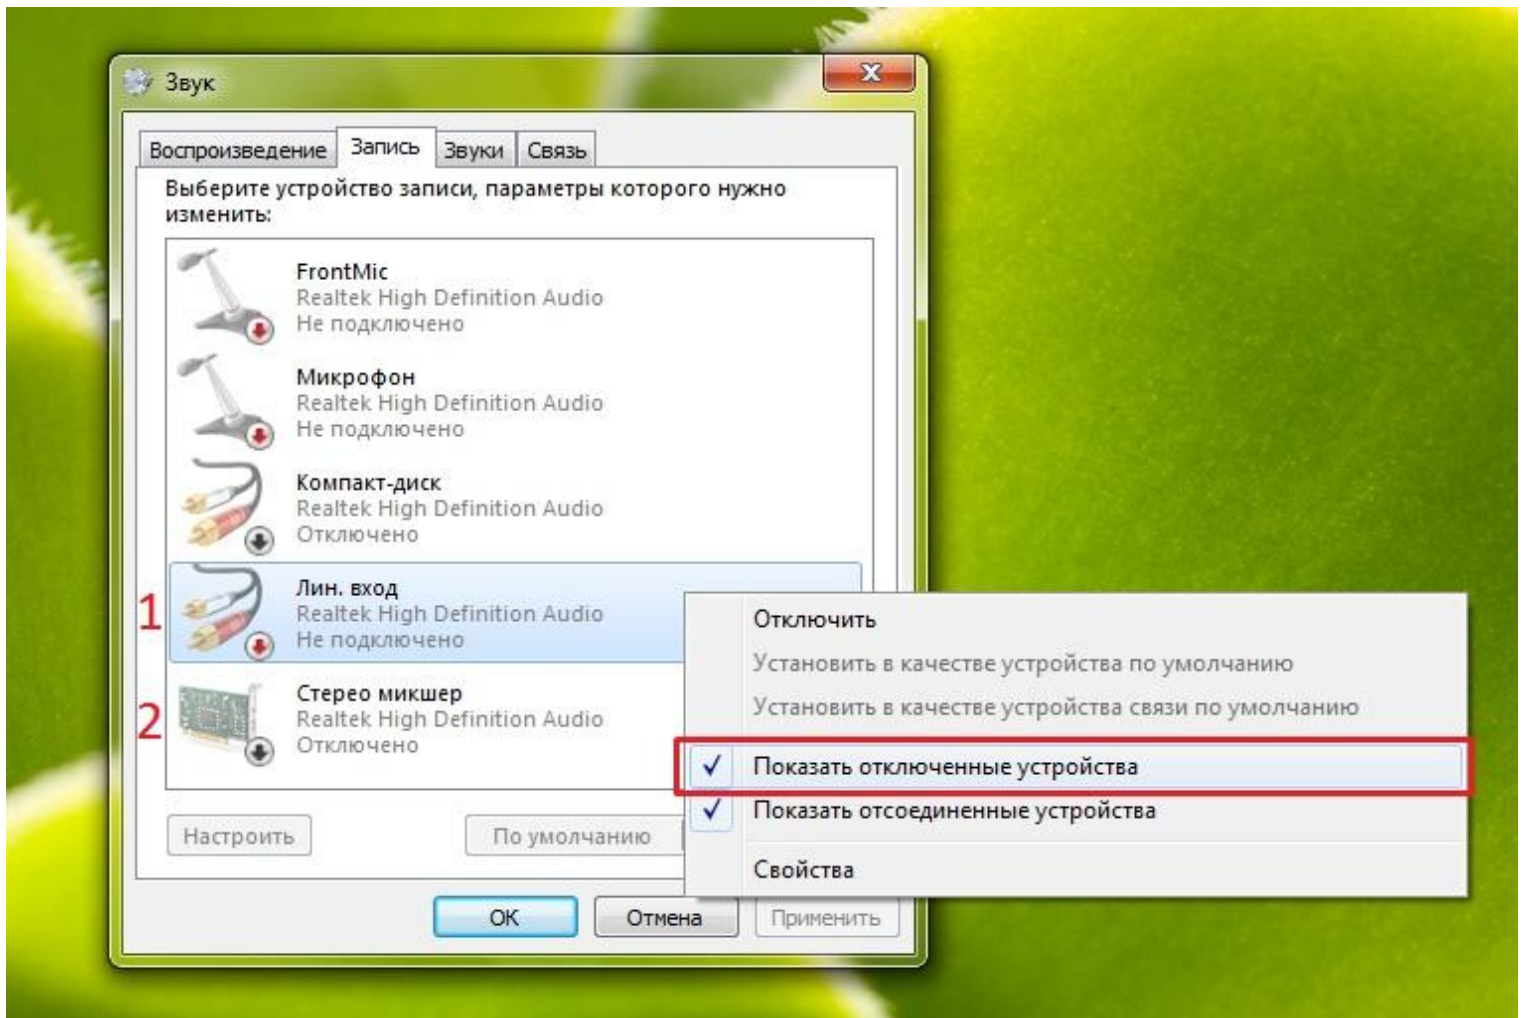 Звук
Воспроизведение Запись Звуки Связь
Выберите устройство записи, параметры которого нужно
изменить:
FrontMic
Realtek High Definition Audio
Не подключено
Микрофон
Realtek High Definition Audio
Не подключено
Компакт-диск
Realtek High Definition Audio
Отключено
1
Лин. вход
Realtek High Definition Audio
Не подключено
2
Стерео микшер
Realtek High Definition Audio
Отключено
Отключить
Установить в качестве устройства по умолчанию
Установить в качестве устройства связи по умолчанию
Показать отключенные устройства
Показать отсоединенные устройства
Свойства
Настроить По умолчанию
ОК Отмена Применить